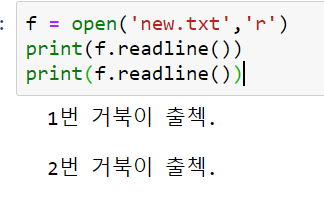 : f = open('new.txt','r')
print(f.readline())
print(f.readline())
1번 거북이 출첵.
2번 거북이 출첵.